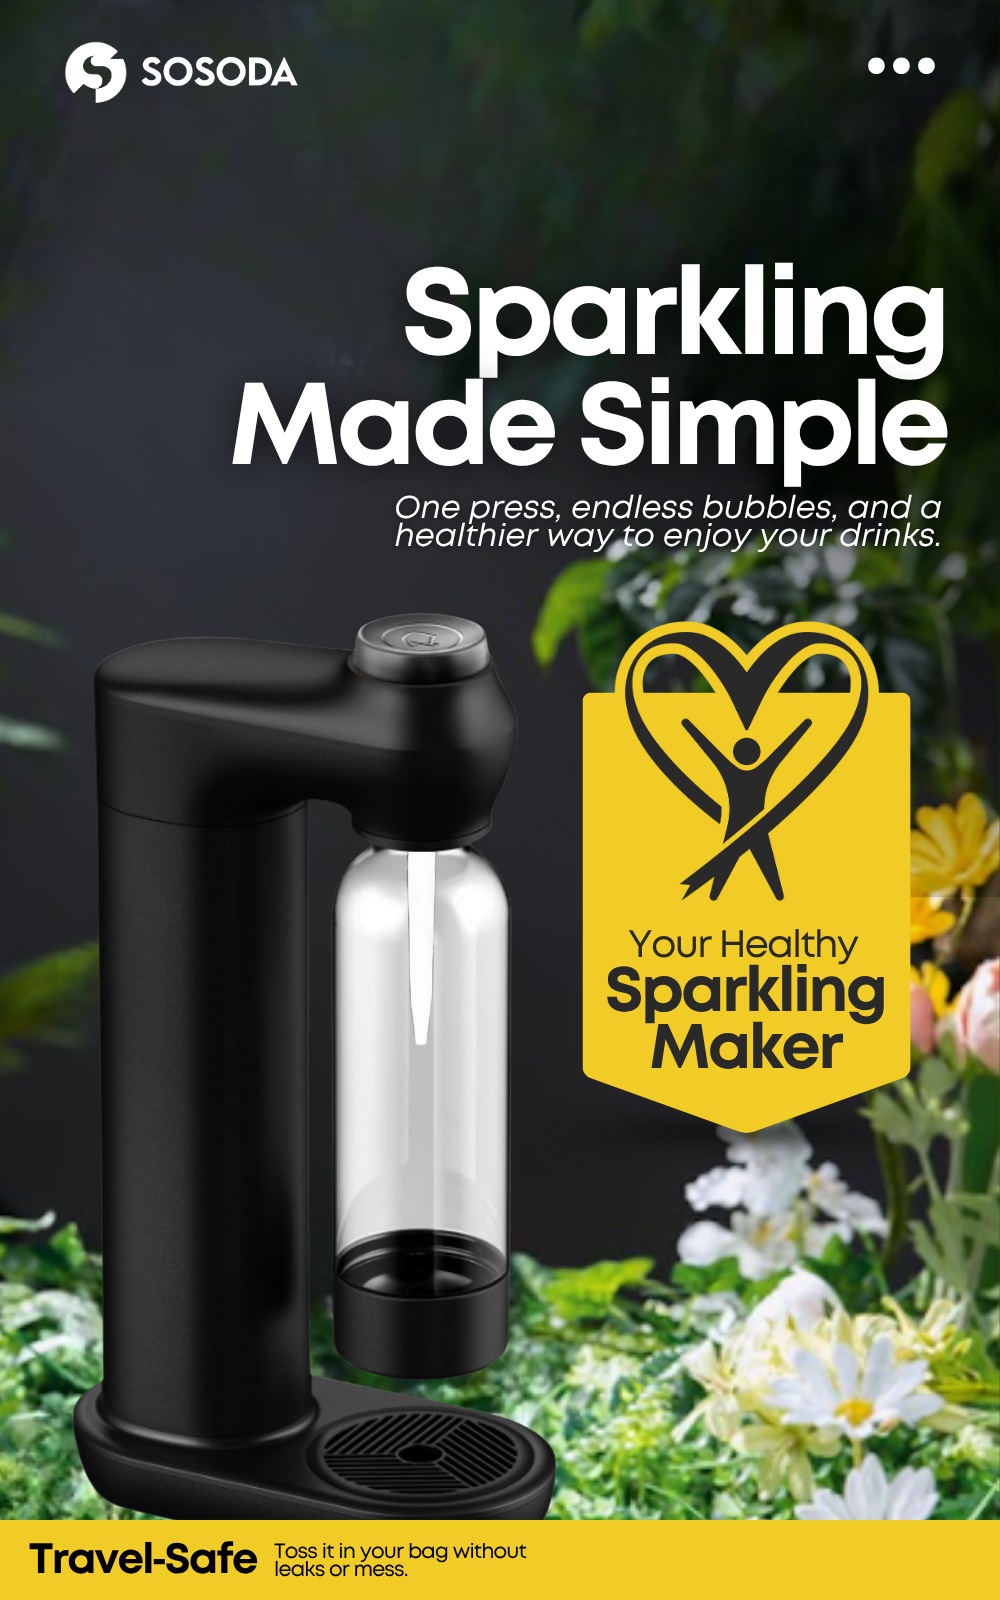 SOSODA
Sparkling
Made Simple
One press, endless bubbles, and a
healthier way to enjoy your drinks.
Your Healthy
Sparkling
Maker
Travel-Safe
Toss it in your bag without
leaks or mess.